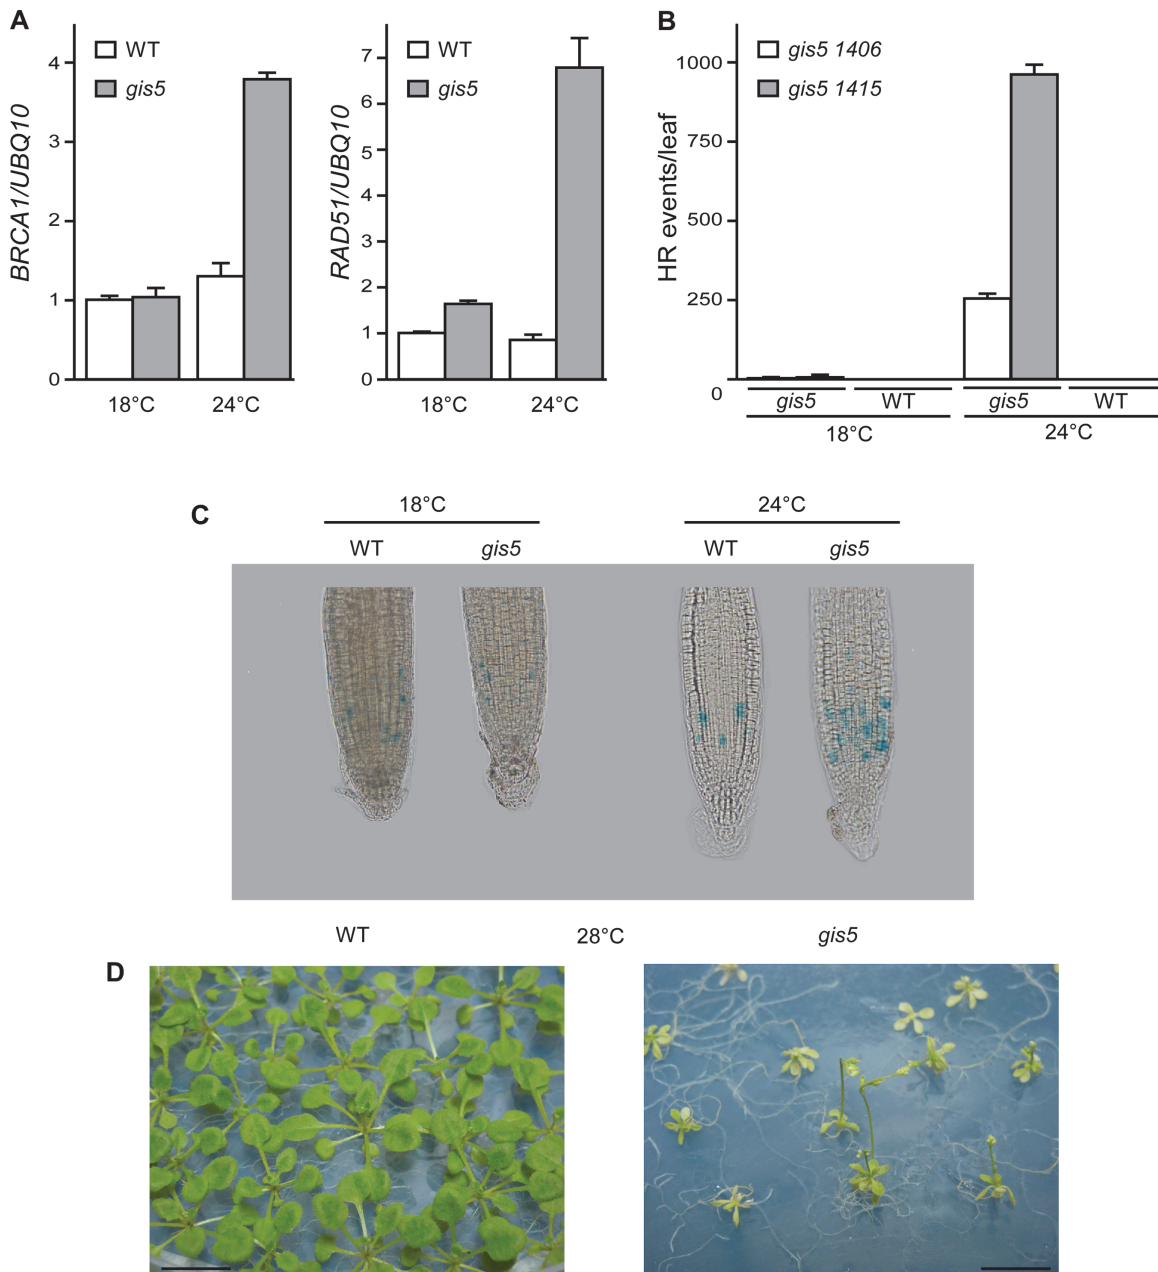 A
BRCA1/UBQ10
4
3
2
1
0
WT
gis5
18°C 24°C
RAD51/UBQ10
7
6
5
4
3
2
1
0
WT
gis5
18°C 24°C
B
HR events/leaf
1000
750
500
250
0
gis5 1406
gis5 1415
gis5 WT gis5 WT
18°C 24°C
C
18°C 24°C
WT gis5 WT gis5
WT 28°C gis5
D